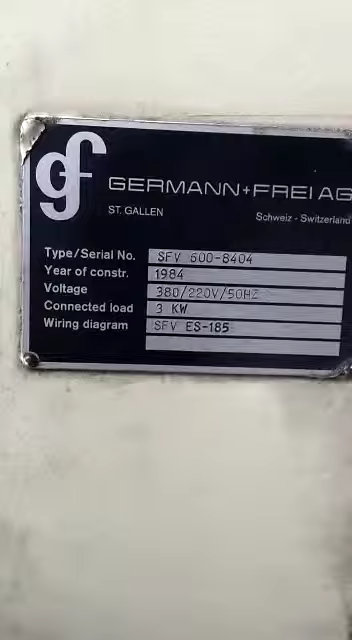 gf
GERMANN+FREI AG
ST. GALLEN
Schweiz - Switzerland
Type/Serial No. SFV 600-8404
Year of constr. 1984
Voltage 380/220V/50HZ
Connected load 3 KW
Wiring diagram SFV ES-185